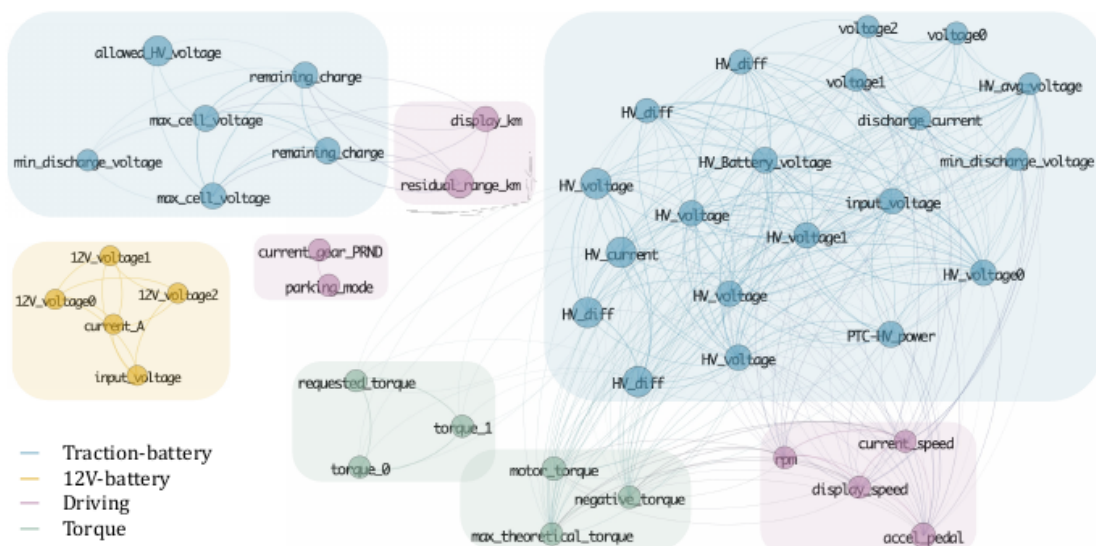 allowed_HV_voltage
remaining_charge
max_cell_voltage
remaining_charge
min_discharge_voltage
max_cell_voltage
display_km
residual_range_km
voltage2
voltage0
HV_diff
voltage1
HV_avg_voltage
HV_diff
discharge_current
HV_Battery_voltage
min_discharge_voltage
HV_voltage
HV_voltage
input_voltage
HV_voltage1
HV_current
HV_voltage0
HV_voltage
HV_diff
PTC-HV_power
HV_voltage
HV_diff
12V_voltage1
12V_voltage0
12V_voltage2
current_A
input_voltage
current_gear_PRND
parking_mode
requested_torque
torque_1
torque_0
motor_torque
negative_torque
max_theoretical_torque
current_speed
rpm
display_speed
accel_pedal
Traction-battery
12V-battery
Driving
Torque